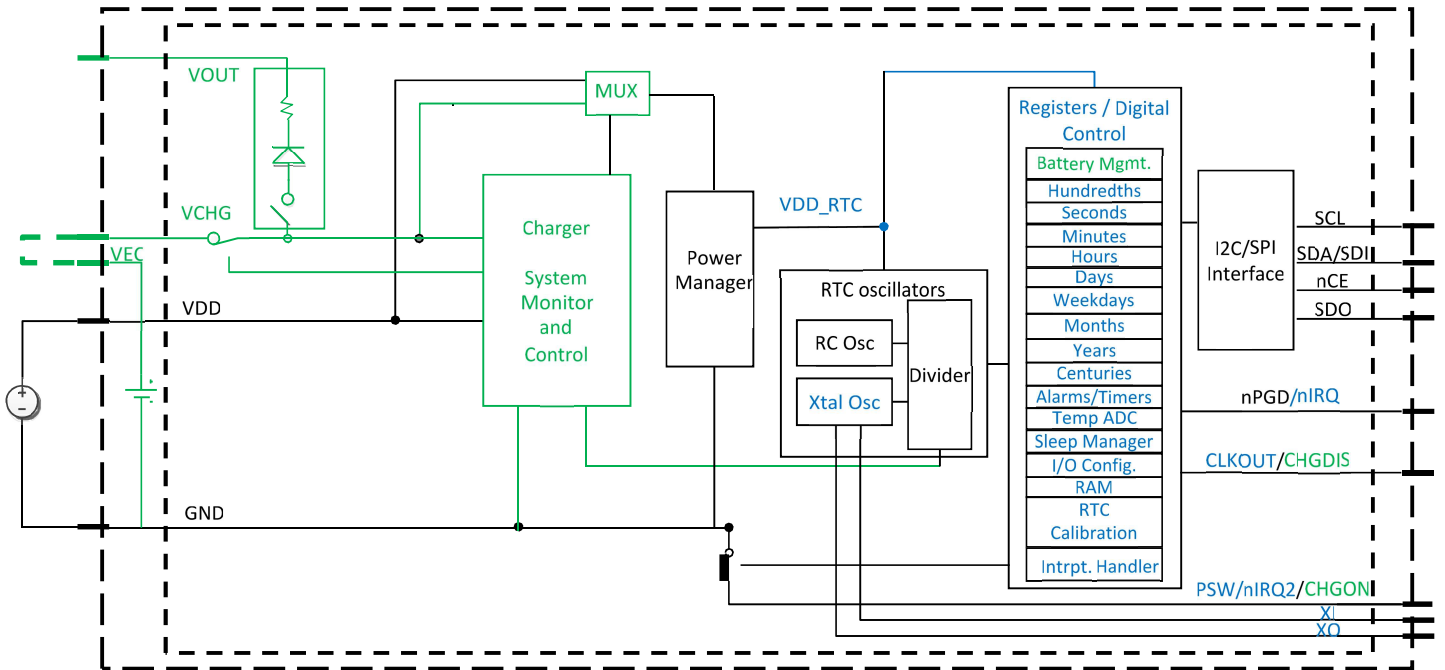 VOUT
MUX
Registers / Digital
Control
Battery Mgmt.
Hundredths
Seconds
Minutes
Hours
Days
Weekdays
Months
Years
Centuries
Alarms/Timers
Temp ADC
Sleep Manager
I/O Config.
RAM
RTC
Calibration
Intrpt. Handler
VCHG
VEC
VDD
GND
Charger
System
Monitor
and
Control
Power
Manager
VDD_RTC
RTC oscillators
RC Osc
Xtal Osc
Divider
I2C/SPI
Interface
SCL
SDA/SDI
nCE
SDO
nPGD/nIRQ
CLKOUT/CHGDIS
PSW/nIRQ2/CHGON
XI
XO
+
-
+
-